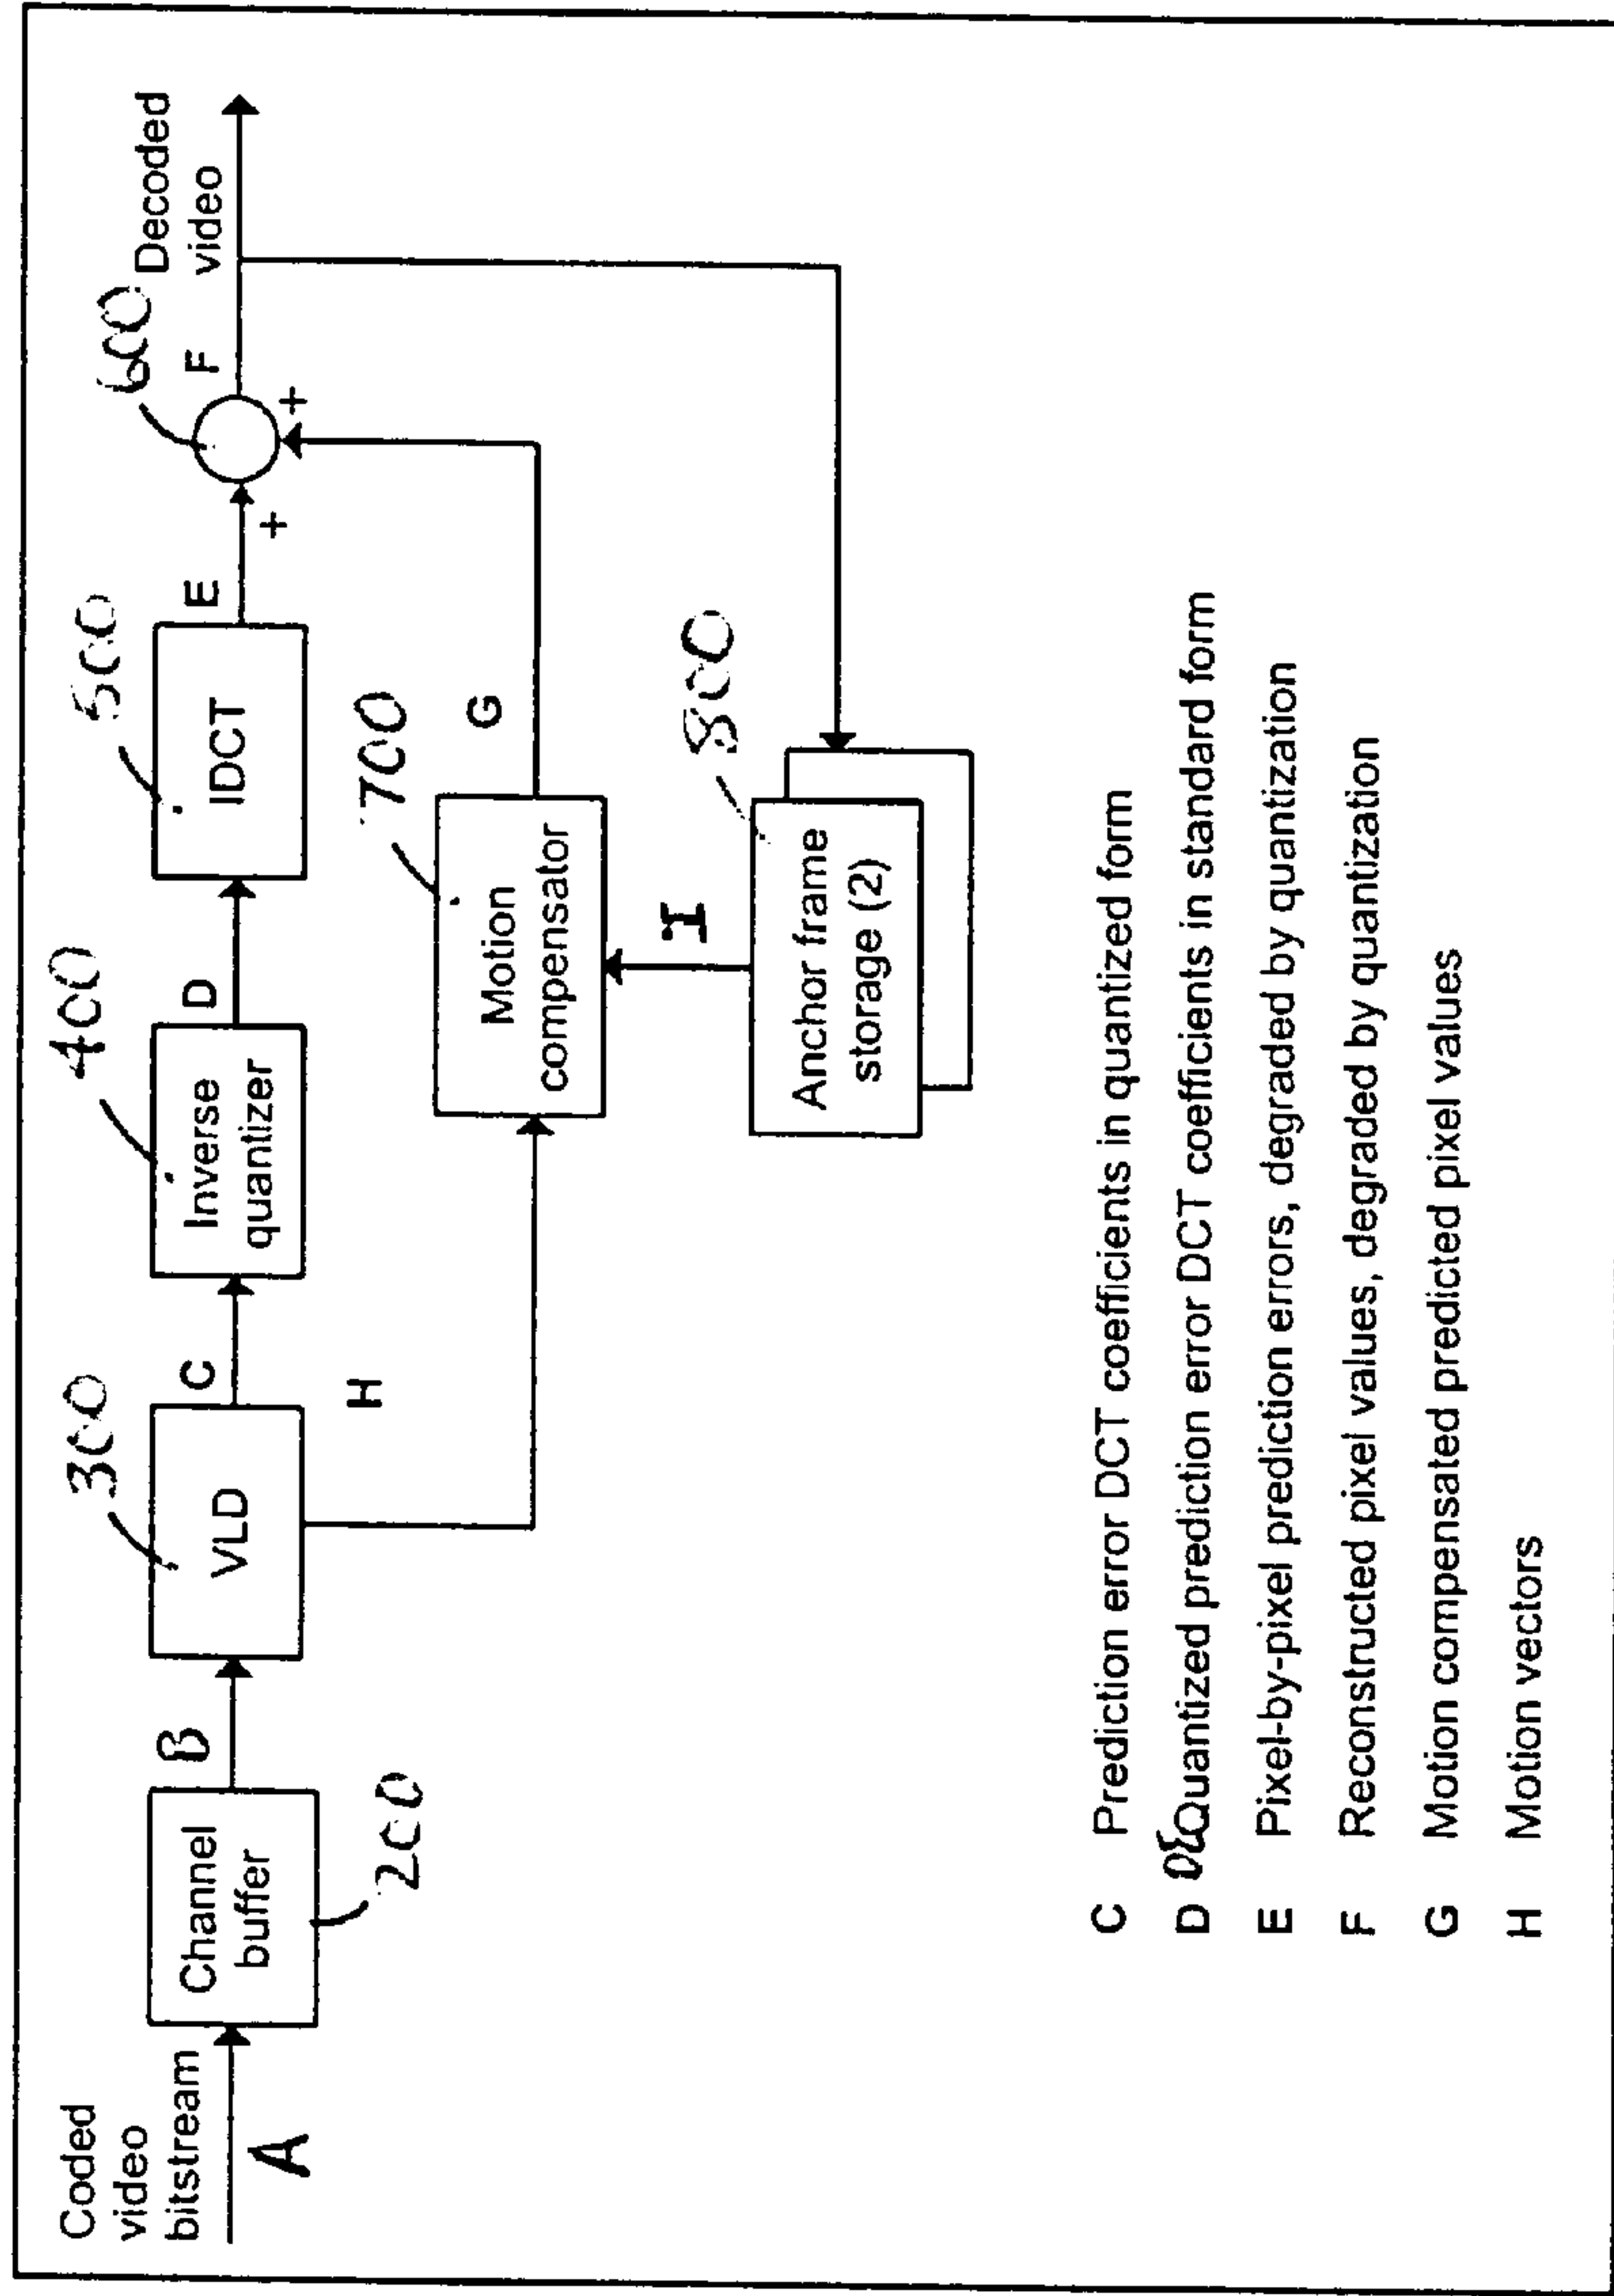 Coded
video
bitstream
A
Channel
buffer
200
B
VLD
300
C
H
Inverse
quantizer
400
D
IDCT
500
E
+
600
+
F
Decoded
video
Motion
compensator
700
G
I
Anchor frame
storage (2)
800
C Prediction error DCT coefficients in quantized form
D Quantized prediction error DCT coefficients in standard form
E Pixel-by-pixel prediction errors, degraded by quantization
F Reconstructed pixel values, degraded by quantization
G Motion compensated predicted pixel values
H Motion vectors